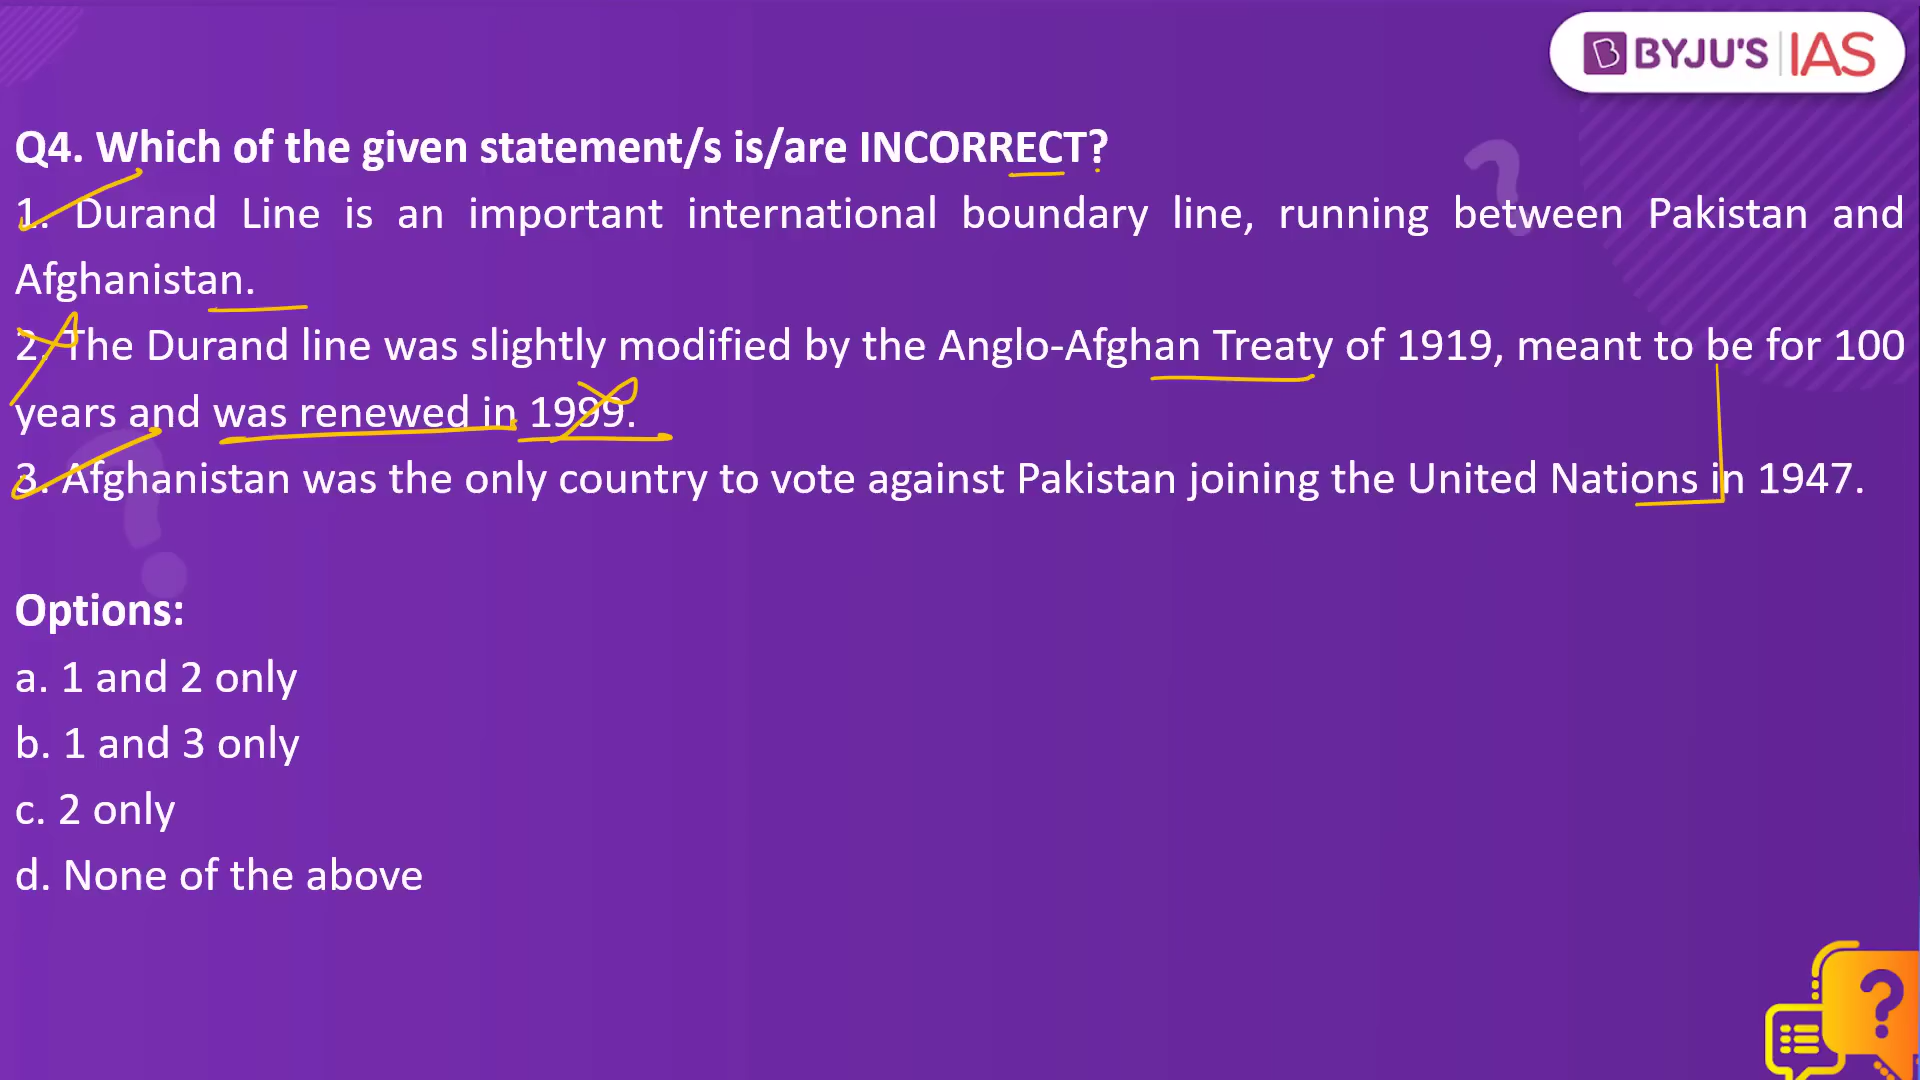 BYJU'S IAS
Q4. Which of the given statement/s is/are INCORRECT?
1. Durand Line is an important international boundary line, running between Pakistan and
Afghanistan.
2. The Durand line was slightly modified by the Anglo-Afghan Treaty of 1919, meant to be for 100
years and was renewed in 1999.
3. Afghanistan was the only country to vote against Pakistan joining the United Nations in 1947.
Options:
a. 1 and 2 only
b. 1 and 3 only
c. 2 only
d. None of the above